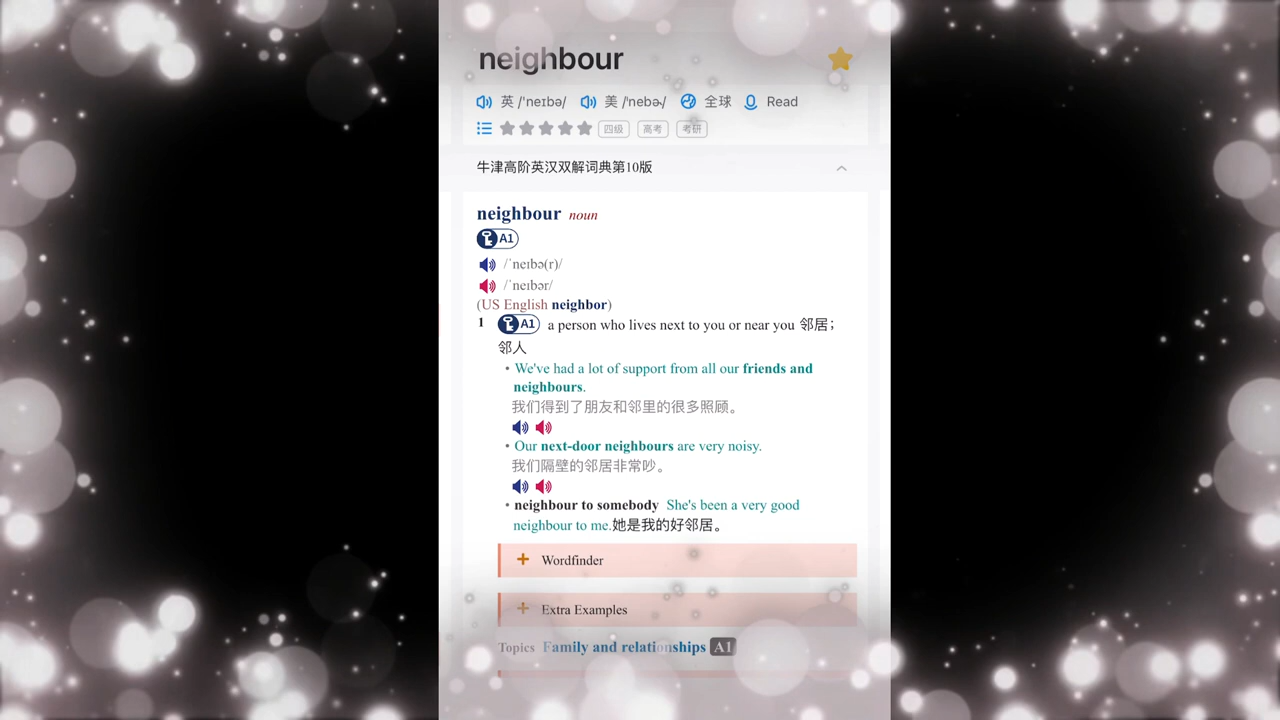 neighbour
英 /'neɪbə/ 美 /'nebɚ/ 全球 Read
四级 高考 考研
牛津高阶英汉双解词典第10版
neighbour noun
A1
/ˈneɪbə(r)/
/ˈneɪbər/
(US English neighbor)
1 A1 a person who lives next to you or near you 邻居；
邻人
• We've had a lot of support from all our friends and
neighbours.
我们得到了朋友和邻里的很多照顾。
• Our next-door neighbours are very noisy.
我们隔壁的邻居非常吵。
• neighbour to somebody She's been a very good
neighbour to me.她是我的好邻居。
+ Wordfinder
+ Extra Examples
Topics Family and relationships A1